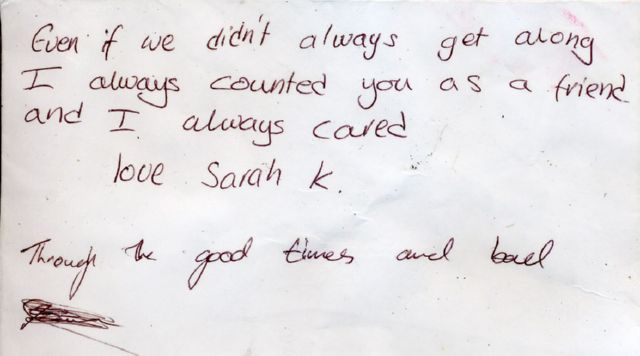 Even if we didn't always get along
I always counted you as a friend
and I always cared
love Sarah K.
Through the good times and bad